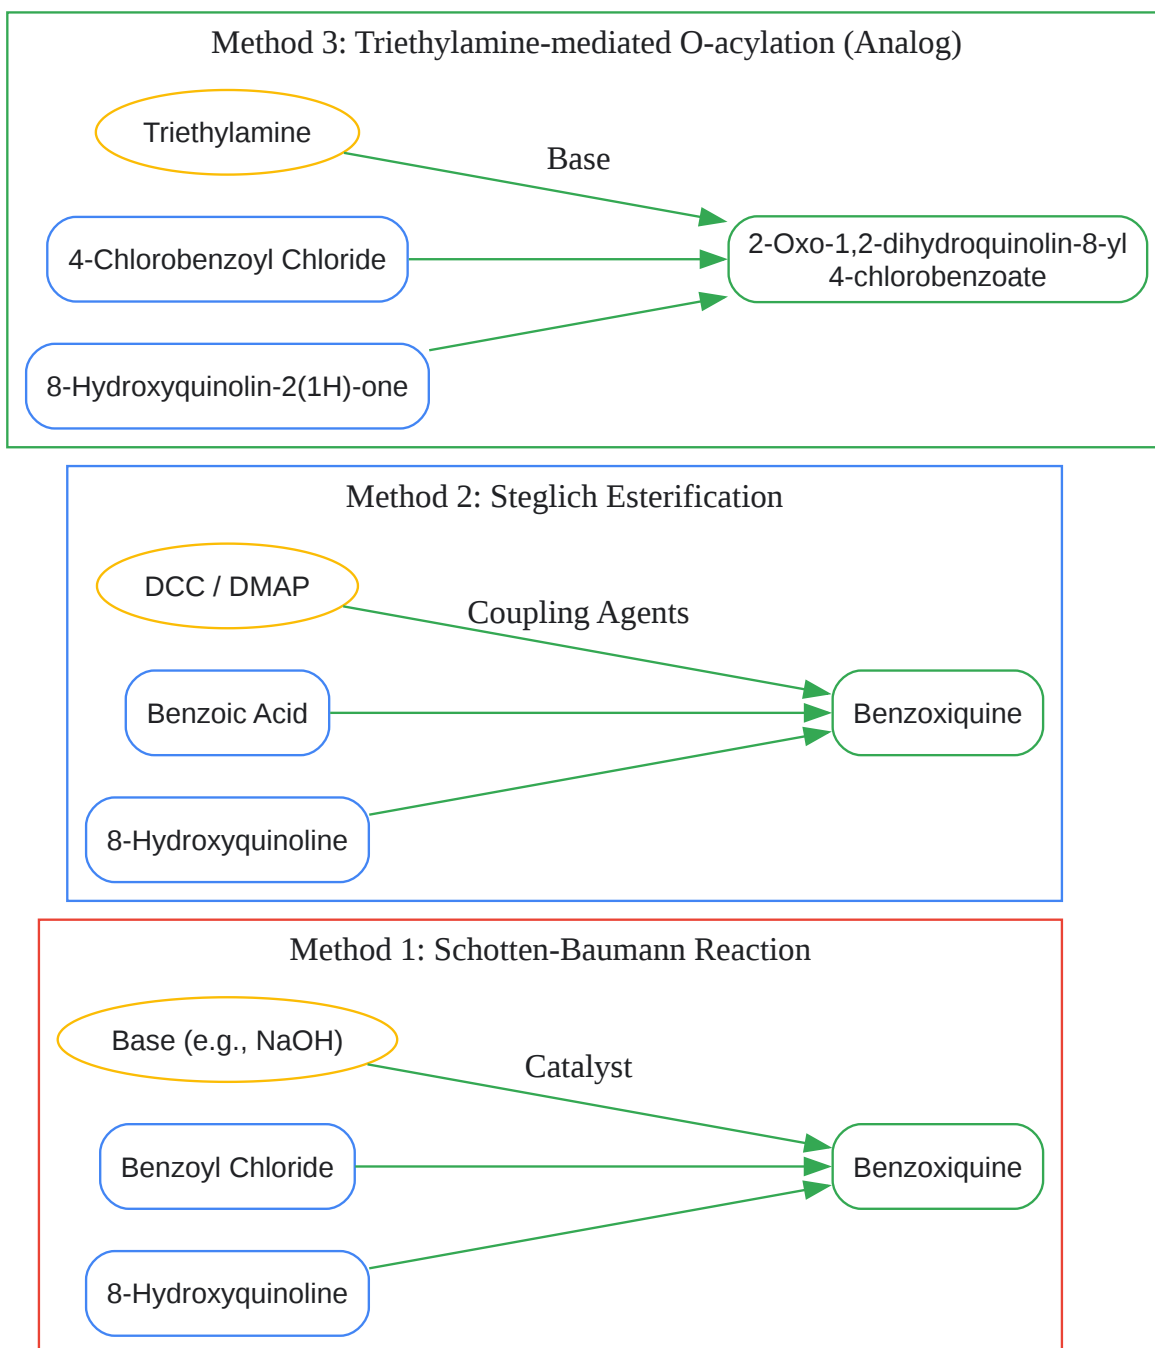 Method 3: Triethylamine-mediated O-acylation (Analog)
Triethylamine
Base
4-Chlorobenzoyl Chloride
2-Oxo-1,2-dihydroquinolin-8-yl
4-chlorobenzoate
8-Hydroxyquinolin-2(1H)-one
Method 2: Steglich Esterification
DCC / DMAP
Coupling Agents
Benzoic Acid
Benzoxiquine
8-Hydroxyquinoline
Method 1: Schotten-Baumann Reaction
Base (e.g., NaOH)
Catalyst
Benzoyl Chloride
Benzoxiquine
8-Hydroxyquinoline